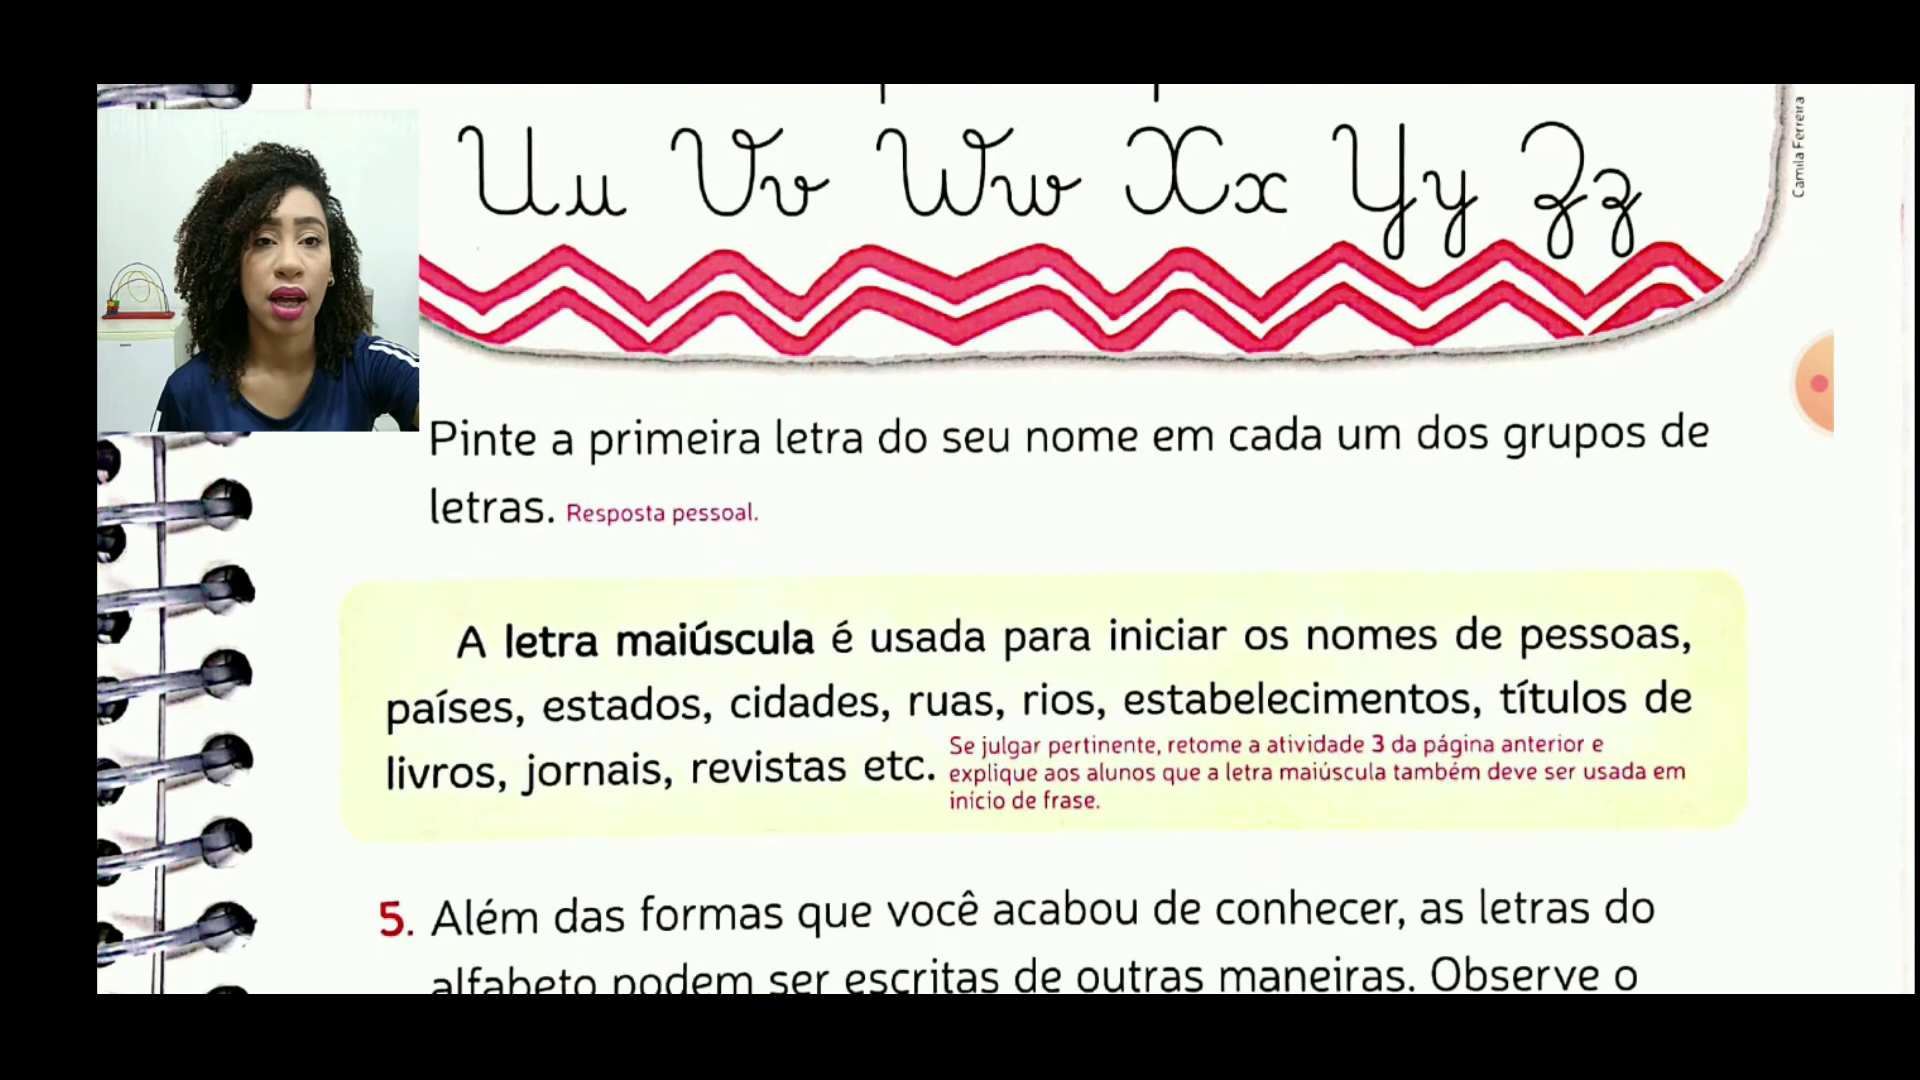 Uu Vv Ww Xx Yy Zz
Camila Ferreira
Pinte a primeira letra do seu nome em cada um dos grupos de
letras. Resposta pessoal.
A letra maiúscula é usada para iniciar os nomes de pessoas,
países, estados, cidades, ruas, rios, estabelecimentos, títulos de
livros, jornais, revistas etc.
Se julgar pertinente, retome a atividade 3 da página anterior e
explique aos alunos que a letra maiúscula também deve ser usada em
início de frase.
5. Além das formas que você acabou de conhecer, as letras do
alfabeto podem ser escritas de outras maneiras. Observe o